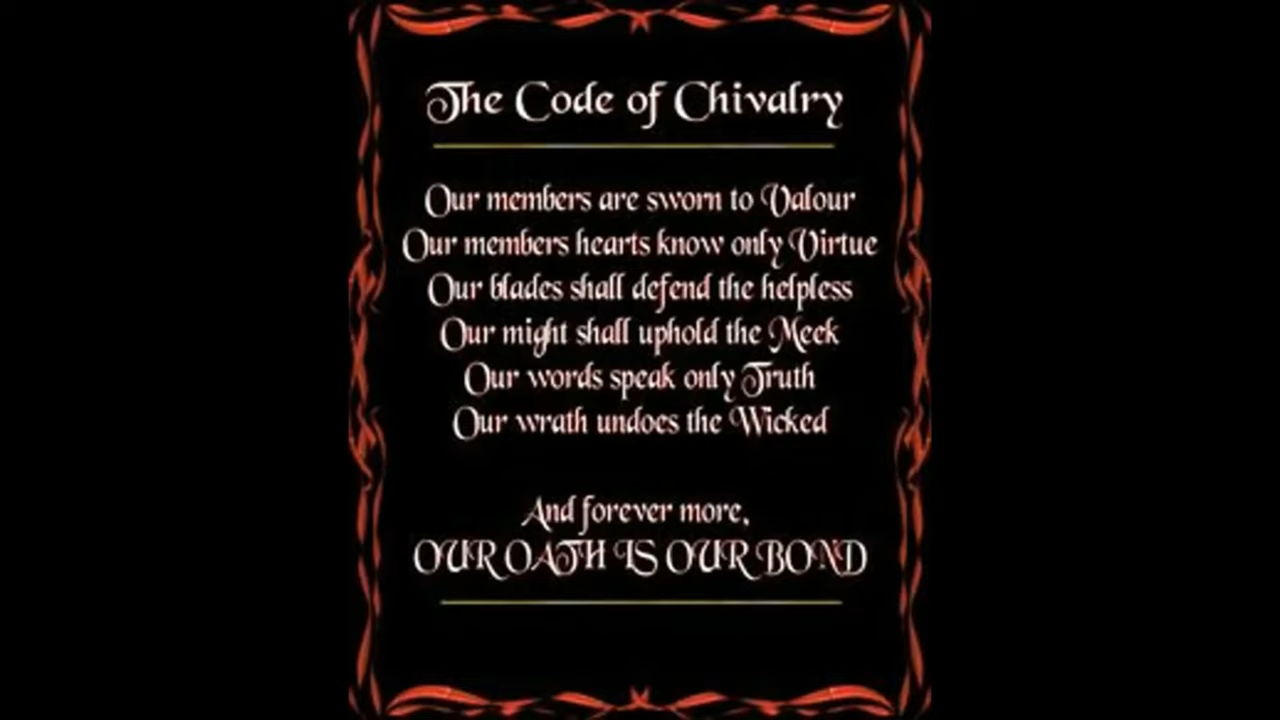 The Code of Chivalry
Our members are sworn to Valour
Our members hearts know only Virtue
Our blades shall defend the helpless
Our might shall uphold the Meek
Our words speak only Truth
Our wrath undoes the Wicked
And forever more,
OUR OATH IS OUR BOND